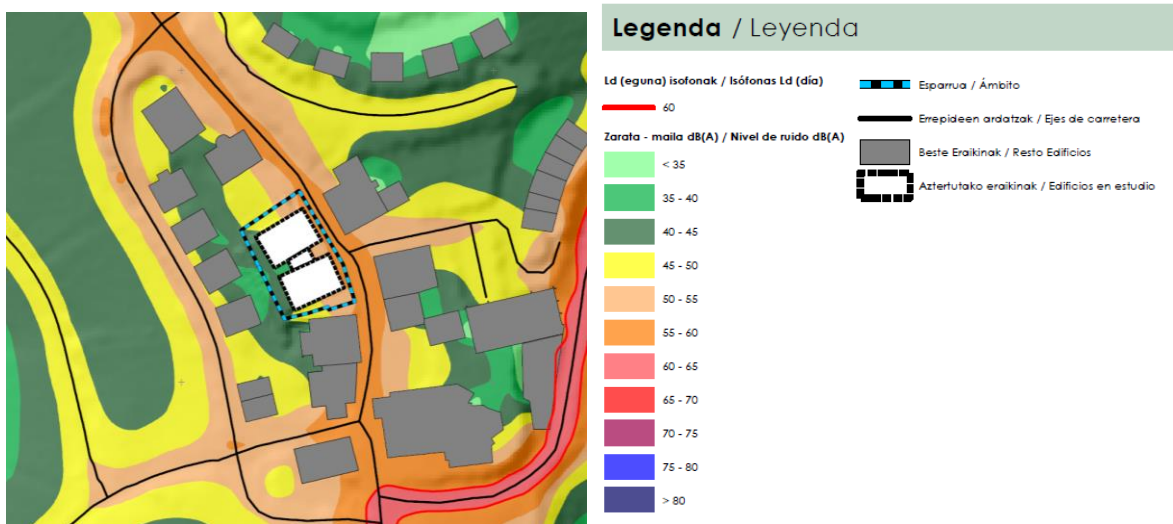 Legenda / Leyenda
Ld (eguna) isofonak / Isófonas Ld (día)
60
Zarata - maila dB(A) / Nivel de ruido dB(A)
< 35
35 - 40
40 - 45
45 - 50
50 - 55
55 - 60
60 - 65
65 - 70
70 - 75
75 - 80
> 80
Esparrua / Ámbito
Errepideen ardatzak / Ejes de carretera
Beste Eraikinak / Resto Edificios
Aztertutako eraikinak / Edificios en estudio